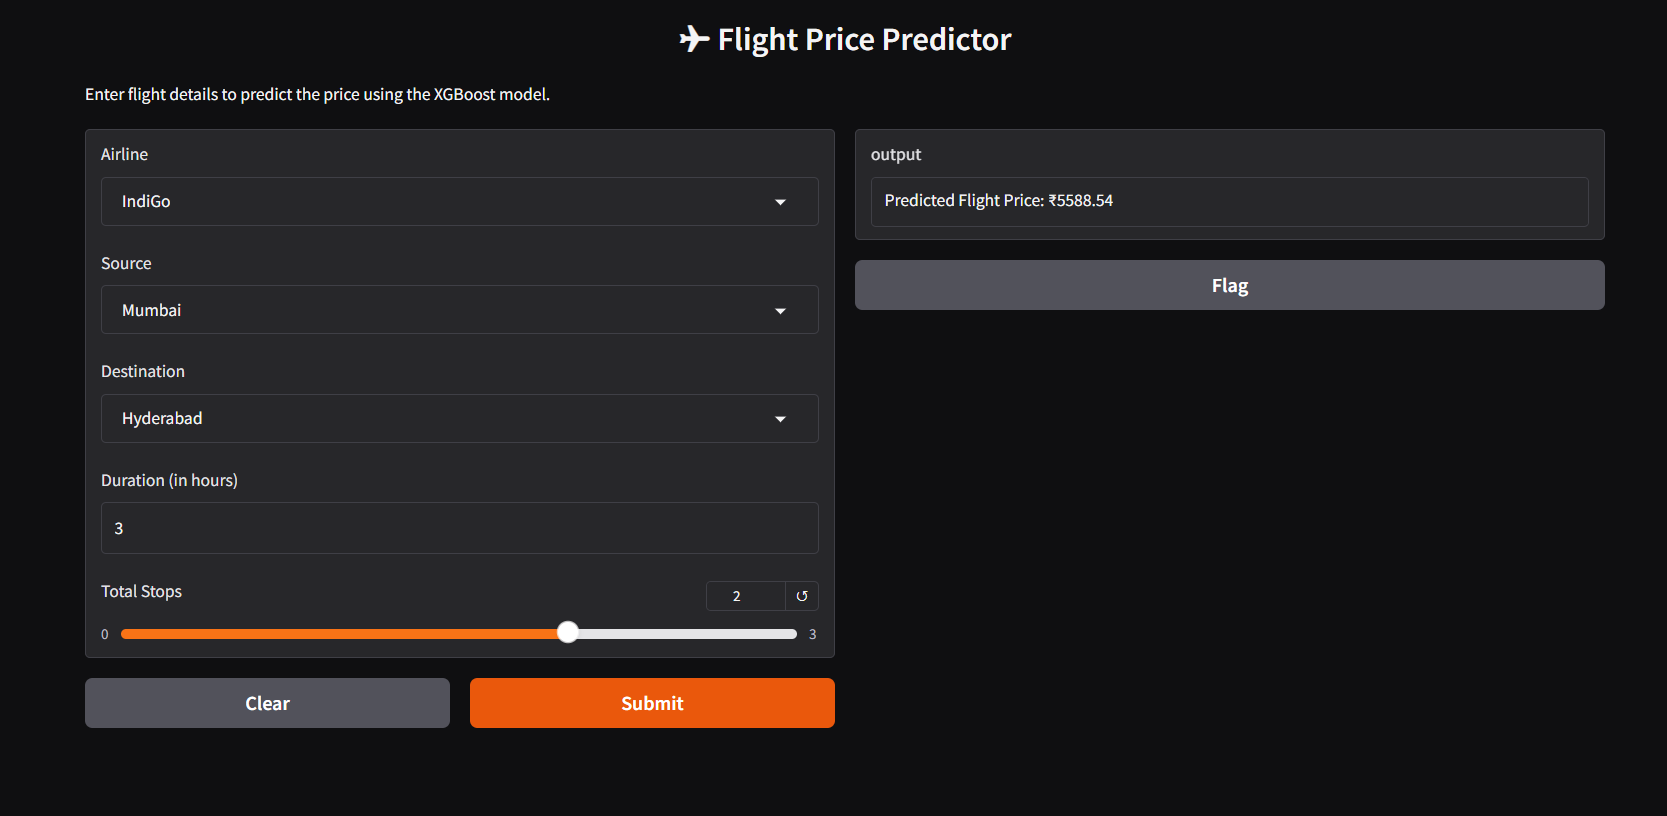 ✈ Flight Price Predictor
Enter flight details to predict the price using the XGBoost model.
Airline
IndiGo
Source
Mumbai
Destination
Hyderabad
Duration (in hours)
3
Total Stops
2 ↺
0 3
Clear Submit
output
Predicted Flight Price: ₹5588.54
Flag